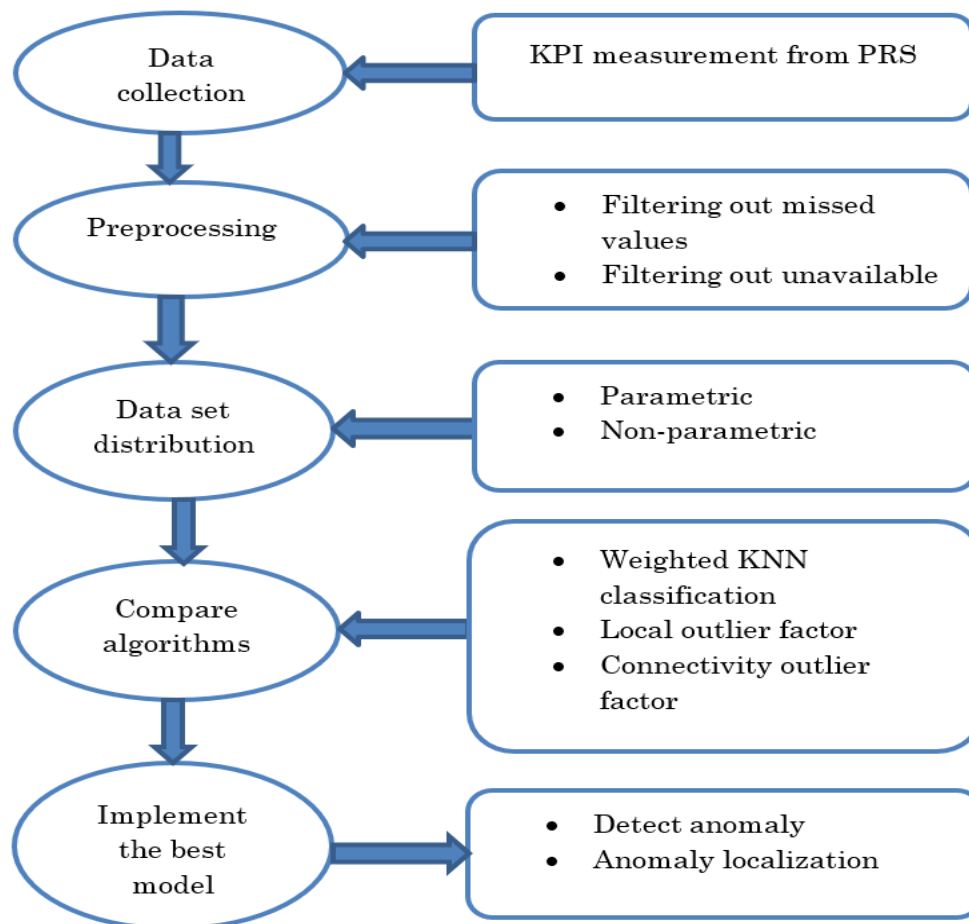 Data
collection
KPI measurement from PRS
Preprocessing
• Filtering out missed
values
• Filtering out unavailable
Data set
distribution
• Parametric
• Non-parametric
Compare
algorithms
• Weighted KNN
classification
• Local outlier factor
• Connectivity outlier
factor
Implement
the best
model
• Detect anomaly
• Anomaly localization